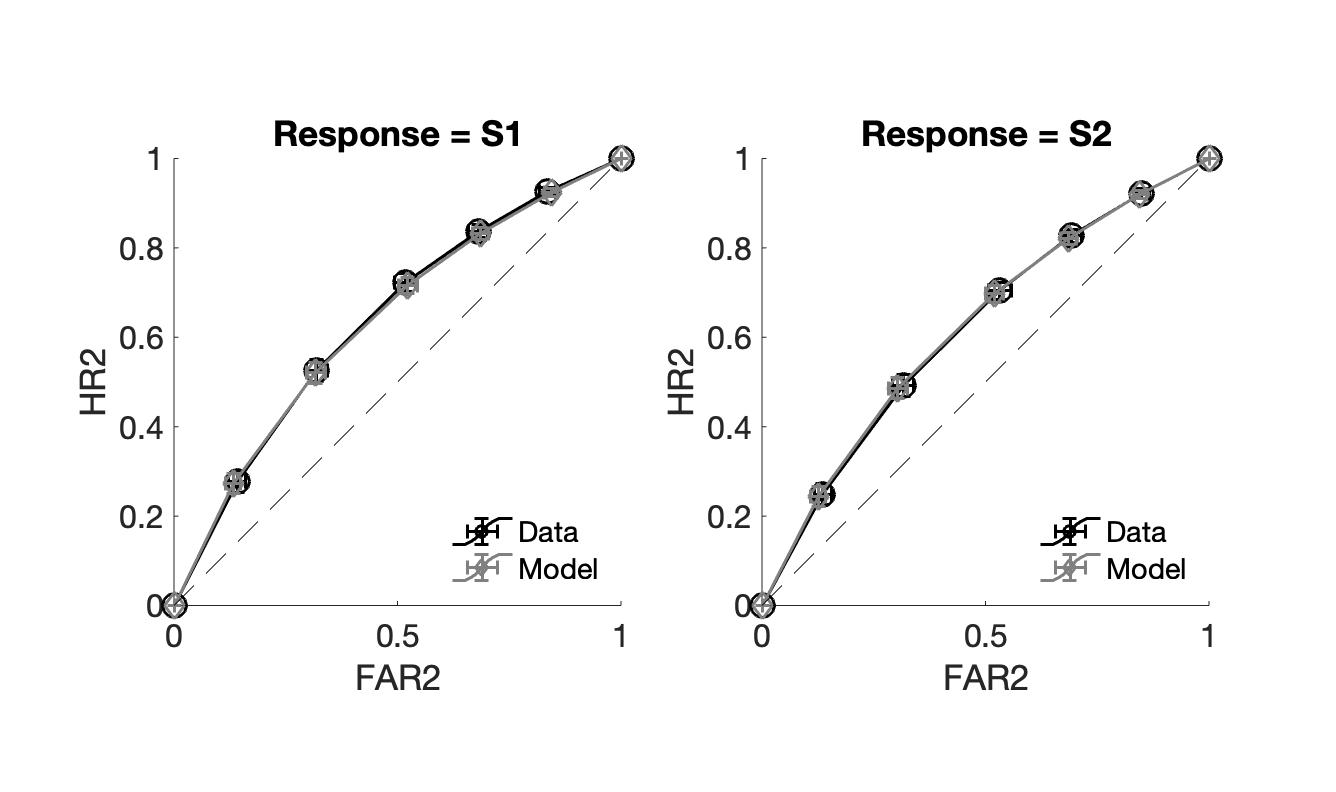 Response = S1
1
0.8
0.6
0.4
0.2
0
HR2
0
0.5
1
FAR2
Data
Model
Response = S2
1
0.8
0.6
0.4
0.2
0
HR2
0
0.5
1
FAR2
Data
Model